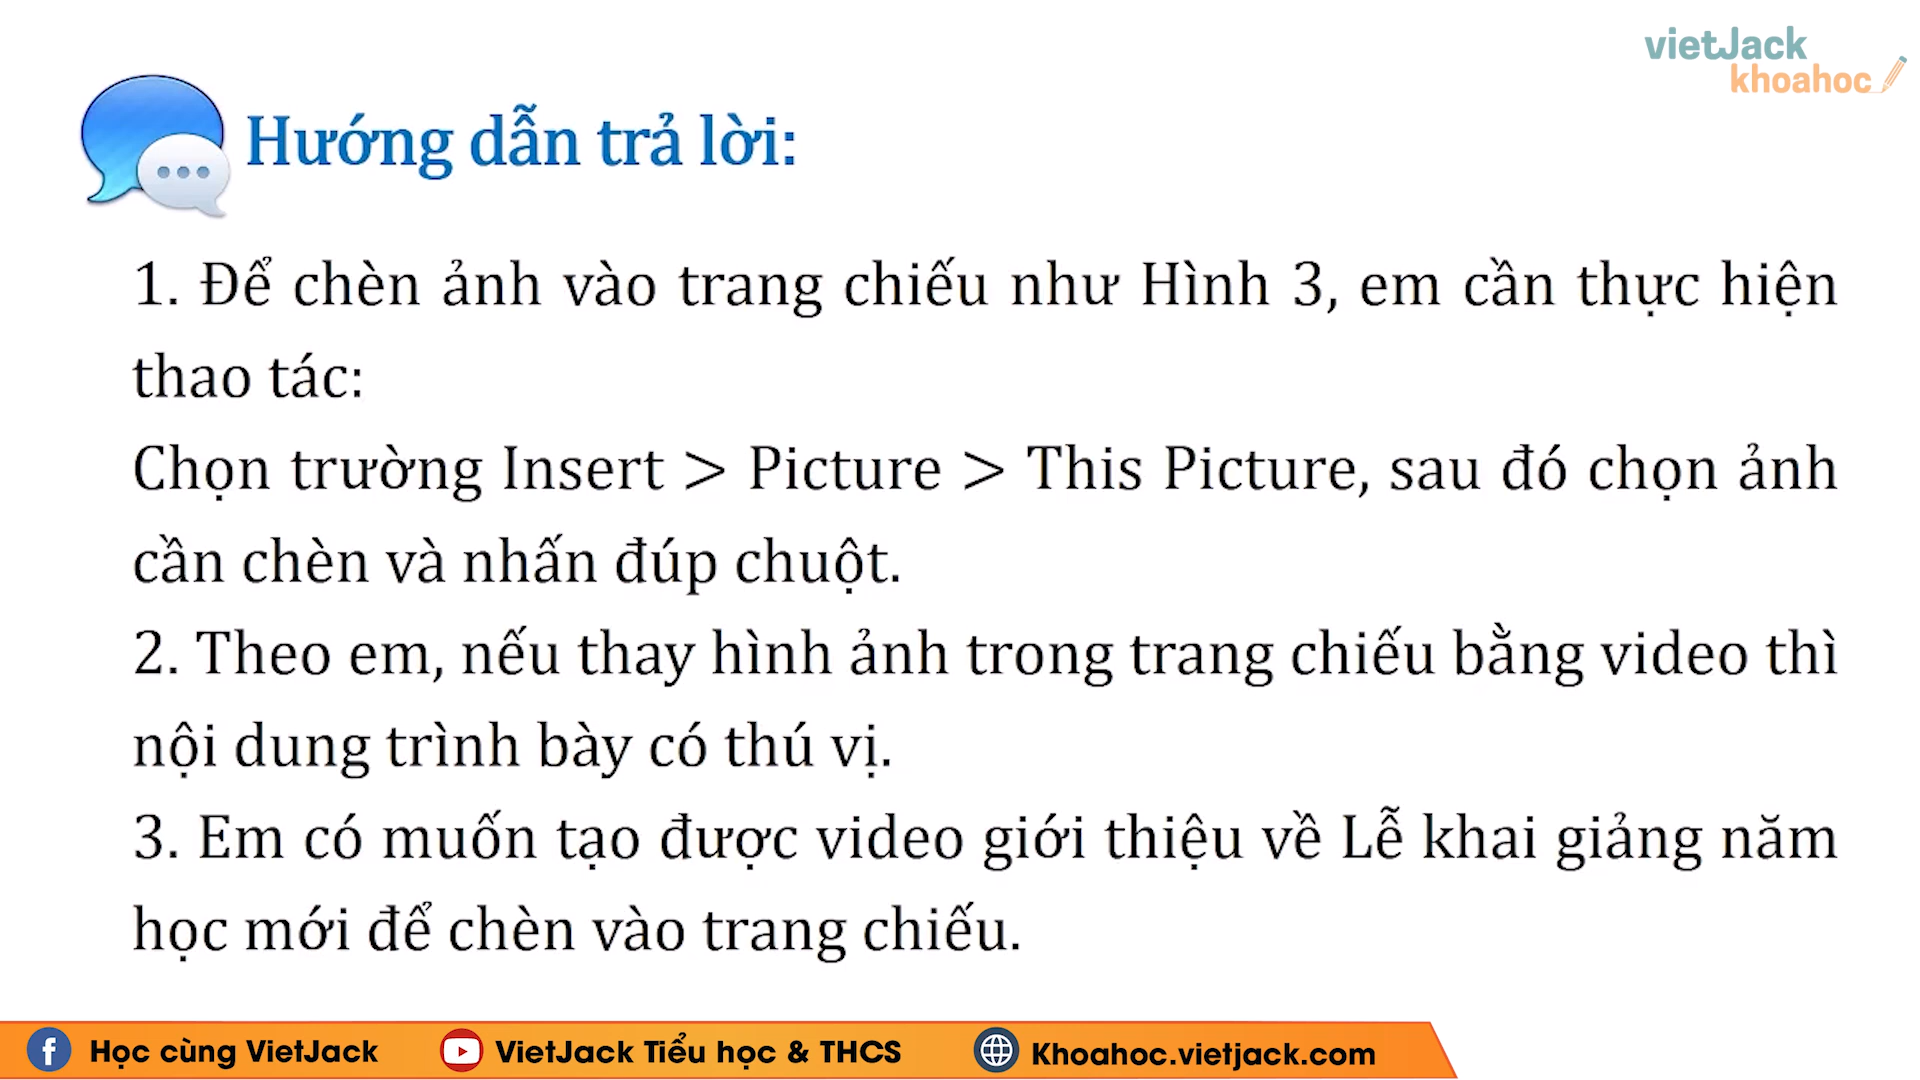 vietJack
khoahoc
Hướng dẫn trả lời:
1. Để chèn ảnh vào trang chiếu như Hình 3, em cần thực hiện
thao tác:
Chọn trường Insert > Picture > This Picture, sau đó chọn ảnh
cần chèn và nhấn đúp chuột.
2. Theo em, nếu thay hình ảnh trong trang chiếu bằng video thì
nội dung trình bày có thú vị.
3. Em có muốn tạo được video giới thiệu về Lễ khai giảng năm
học mới để chèn vào trang chiếu.
Học cùng VietJack
VietJack Tiểu học & THCS
Khoahoc.vietjack.com